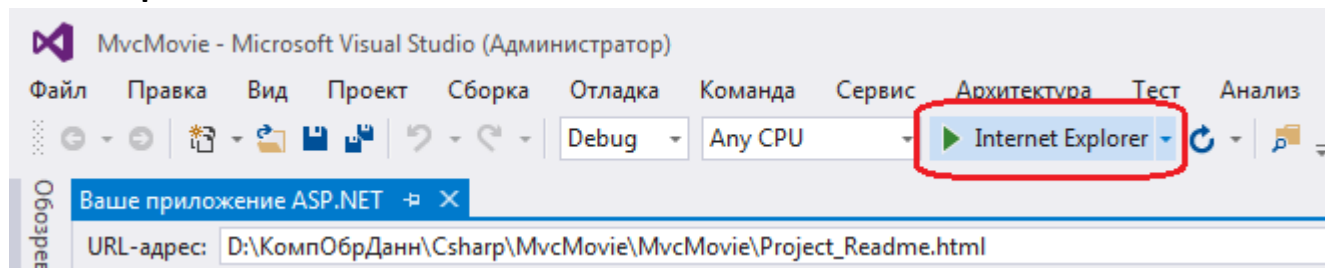 MvcMovie - Microsoft Visual Studio (Администратор)
Файл Правка Вид Проект Сборка Отладка Команда Сервис Архитектура Тест Анализ
Debug Any CPU Internet Explorer
Ваше приложение ASP.NET
URL-адрес: D:\КомпОбрДанн\Csharp\MvcMovie\MvcMovie\Project_Readme.html